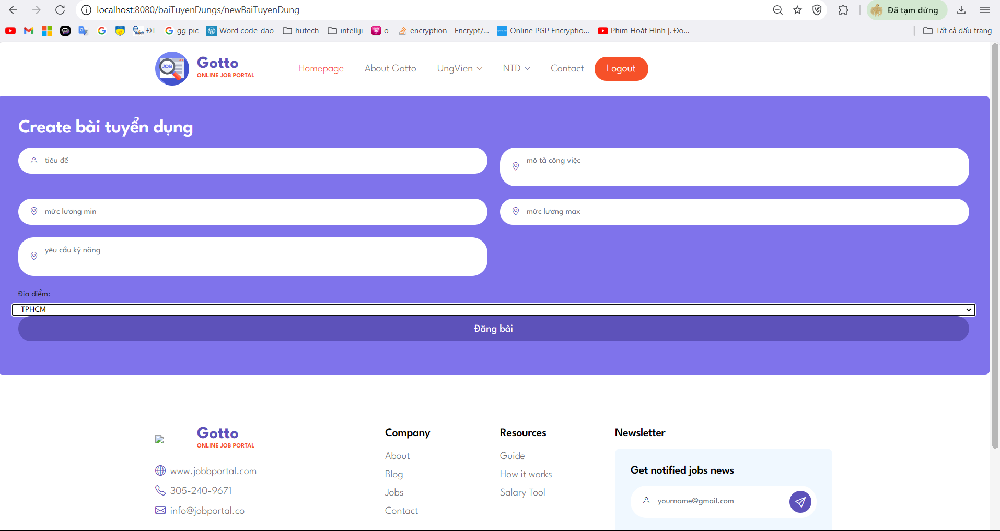 localhost:8080/baiTuyenDungs/newBaiTuyenDung
Đã tạm dừng
ĐT
gg pic
Word code-dao
hutech
intelliji
o
encryption - Encrypt/...
Online PGP Encryptio...
Phim Hoạt Hình |. Đo...
Tất cả dấu trang
JOB
Gotto
ONLINE JOB PORTAL
Homepage
About Gotto
UngVien
NTD
Contact
Logout
Create bài tuyển dụng
tiêu đề
mô tả công việc
mức lương min
mức lương max
yêu cầu kỹ năng
Địa điểm:
TPHCM
Đăng bài
Gotto
ONLINE JOB PORTAL
www.jobbportal.com
305-240-9671
info@jobportal.co
Company
About
Blog
Jobs
Contact
Resources
Guide
How it works
Salary Tool
Newsletter
Get notified jobs news
yourname@gmail.com